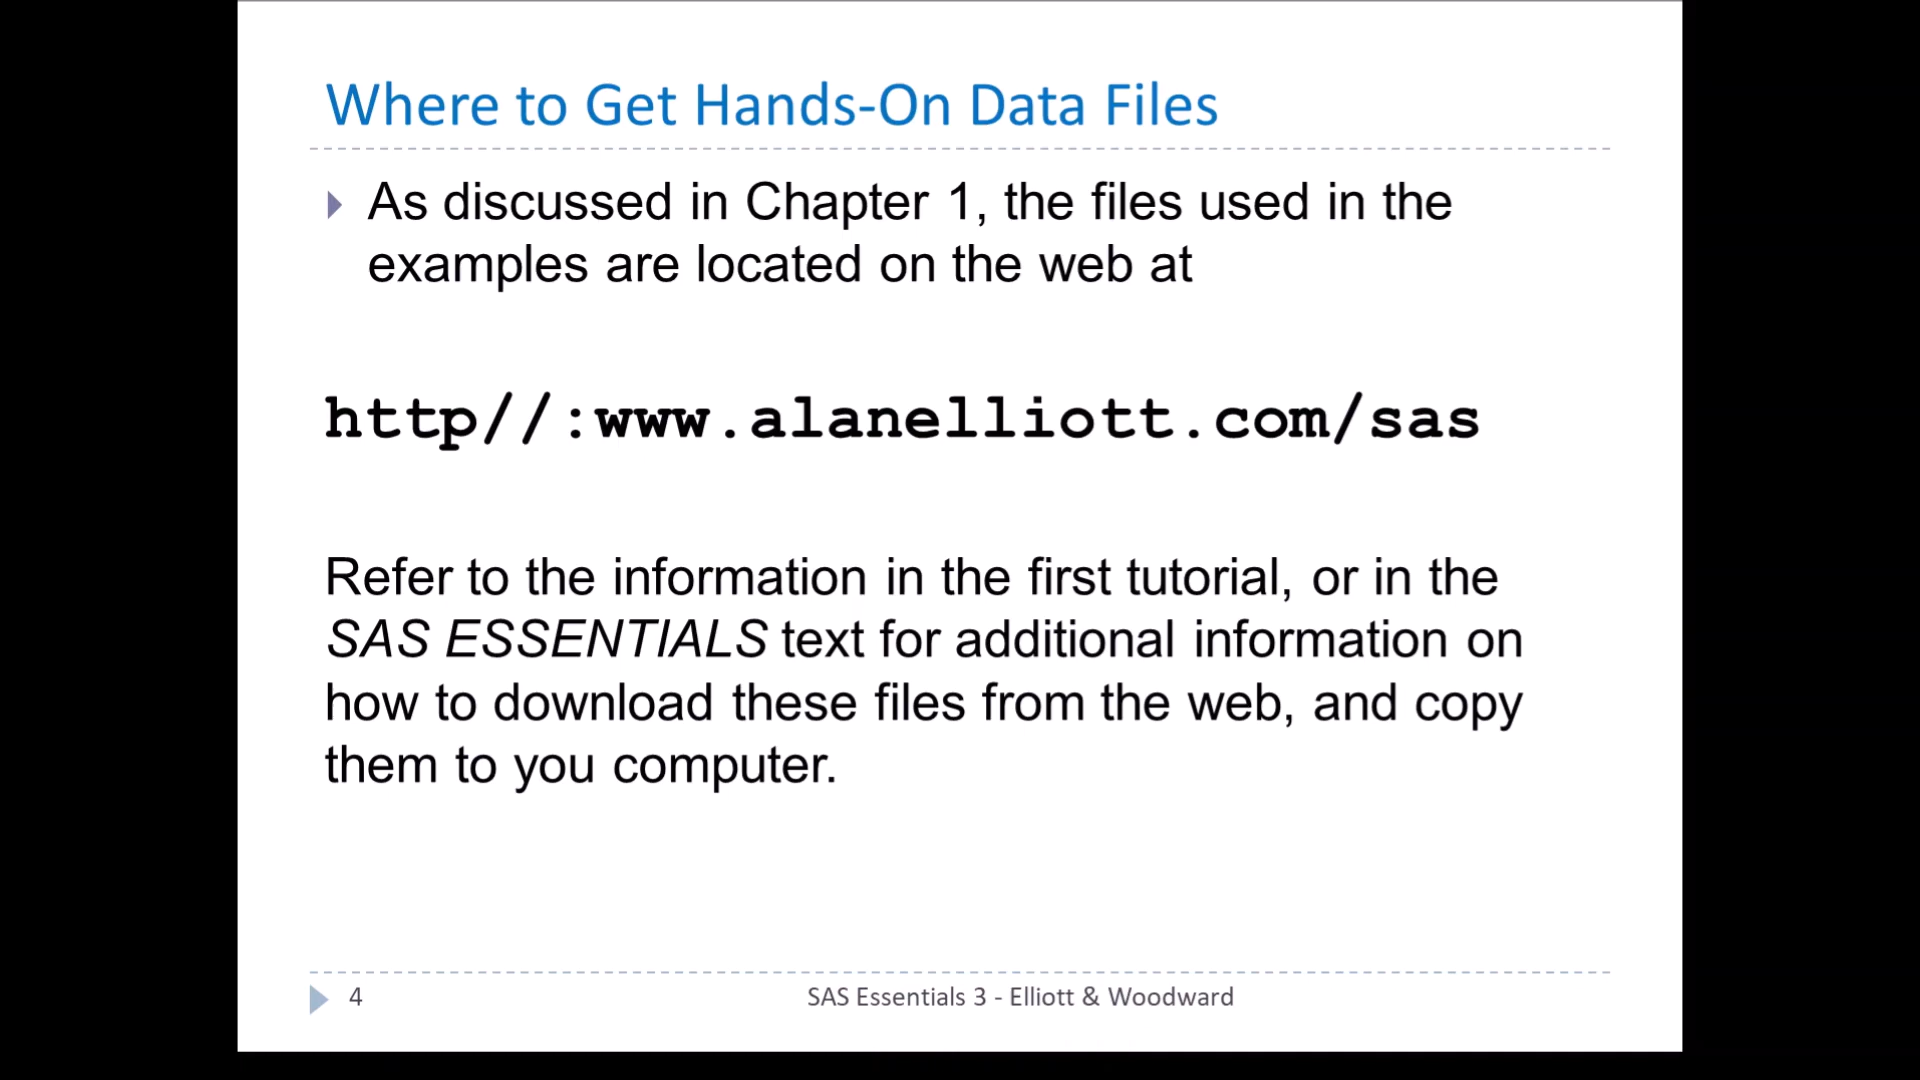 Where to Get Hands-On Data Files
As discussed in Chapter 1, the files used in the
examples are located on the web at
http//:www.alanelliott.com/sas
Refer to the information in the first tutorial, or in the
SAS ESSENTIALS text for additional information on
how to download these files from the web, and copy
them to you computer.
4
SAS Essentials 3 - Elliott & Woodward